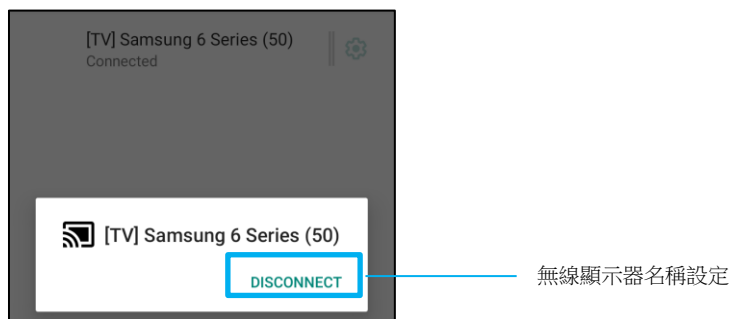 [TV] Samsung 6 Series (50)
Connected
[TV] Samsung 6 Series (50)
DISCONNECT
無線顯示器名稱設定